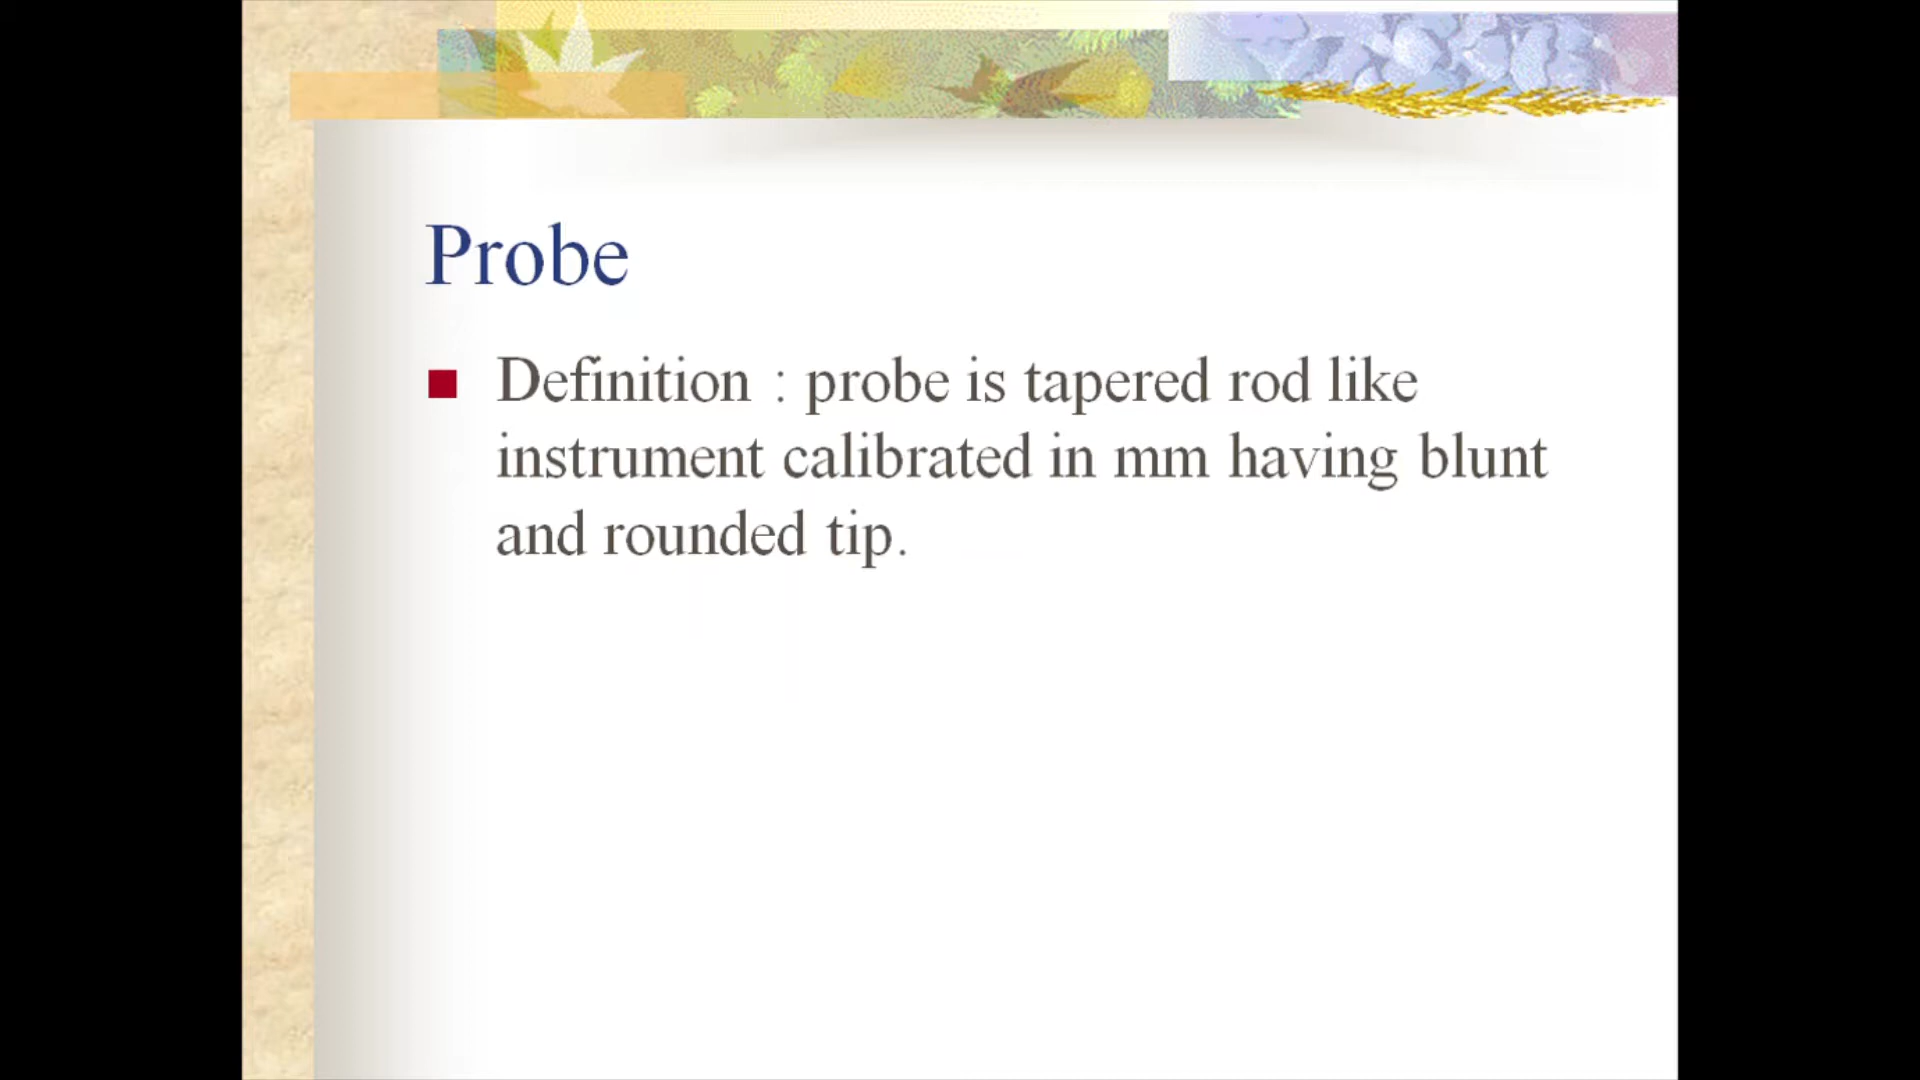 Probe
Definition : probe is tapered rod like
instrument calibrated in mm having blunt
and rounded tip.